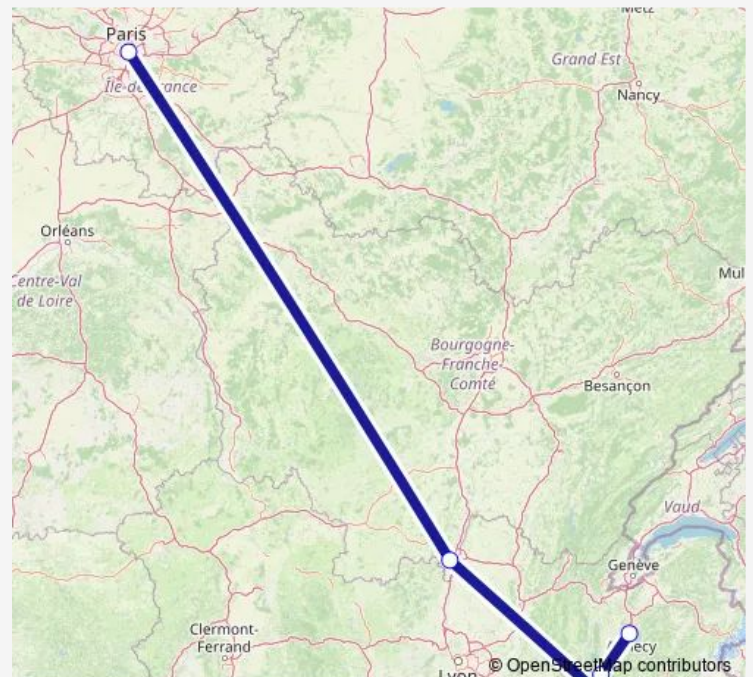 Metz
Paris
Grand Est
Île-de-France
Nancy
Orléans
Centre-Val
de Loire
Mul
Bourgogne-
Franche-
Comté
Besançon
Vaud
Genève
Clermont-
Ferrand
Lyon
© OpenStreetMap contributors